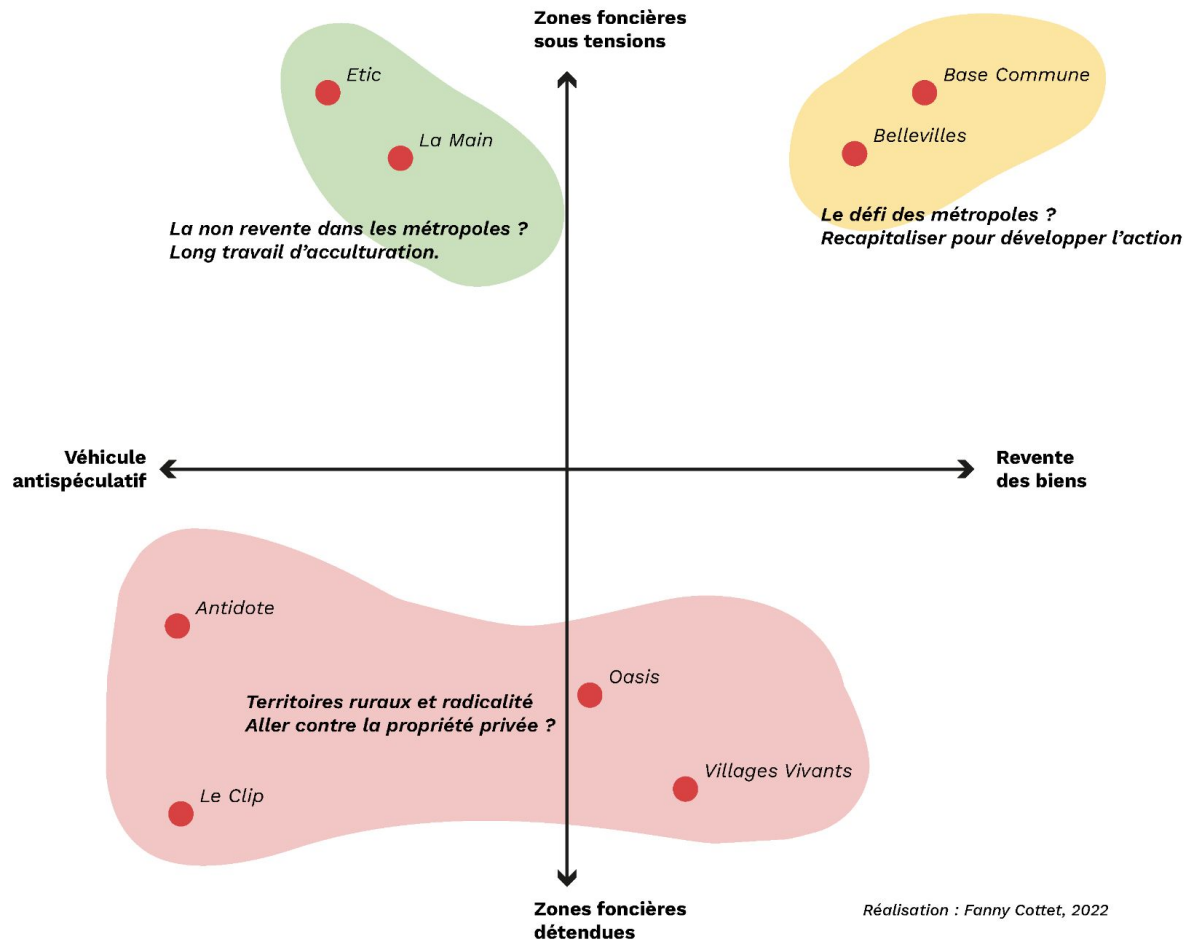 Zones foncières
sous tensions
Etic
Base Commune
La Main
Bellevilles
La non revente dans les métropoles ?
Long travail d’acculturation.
Le défi des métropoles ?
Recapitaliser pour développer l’action
Véhicule
antispéculatif
Revente
des biens
Antidote
Oasis
Territoires ruraux et radicalité
Aller contre la propriété privée ?
Villages Vivants
Le Clip
Zones foncières
détendues
Réalisation : Fanny Cottet, 2022